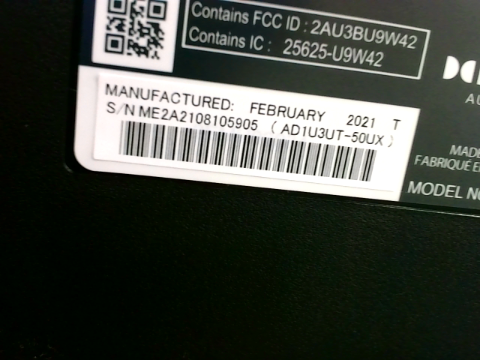 Contains FCC ID : 2AU3BU9W42
Contains IC : 25625-U9W42
MANUFACTURED: FEBRUARY 2021 T
S/N ME2A2108105905 ( AD1U3UT-50UX )
MADE
FABRIQUÉ E
MODEL N